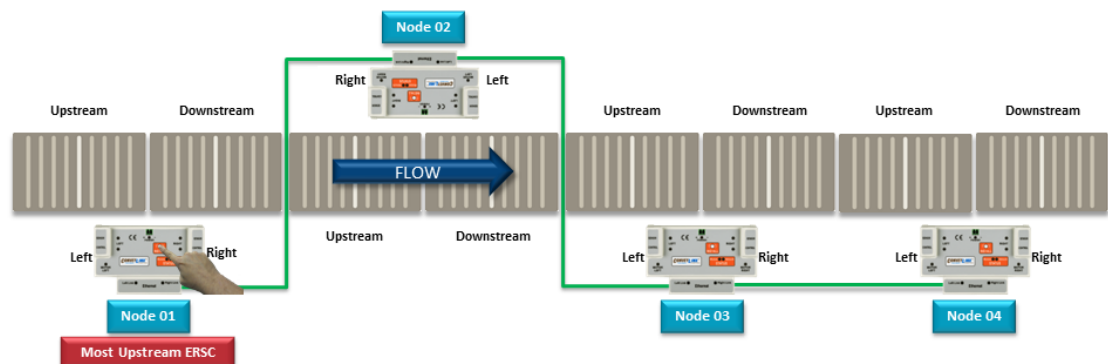 Node 02
Right
Left
Upstream
Downstream
Upstream
Downstream
Upstream
Downstream
FLOW
Left
Right
Upstream
Downstream
Left
Right
Left
Right
Node 01
Node 03
Node 04
Most Upstream ERSC